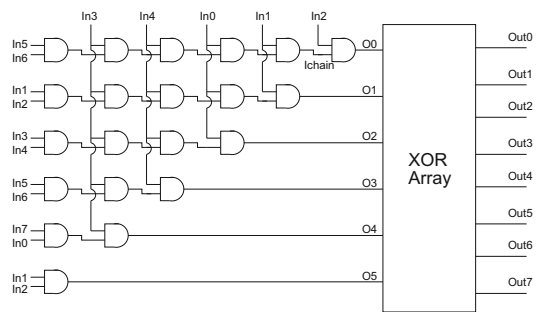 In3 In4 In0 In1 In2
In5
In6
Ichain
O0
Out0
In1
In2
O1
Out1
Out2
In3
In4
O2
XOR
Array
Out3
In5
In6
O3
Out4
Out5
In7
In0
O4
Out6
In1
In2
O5
Out7